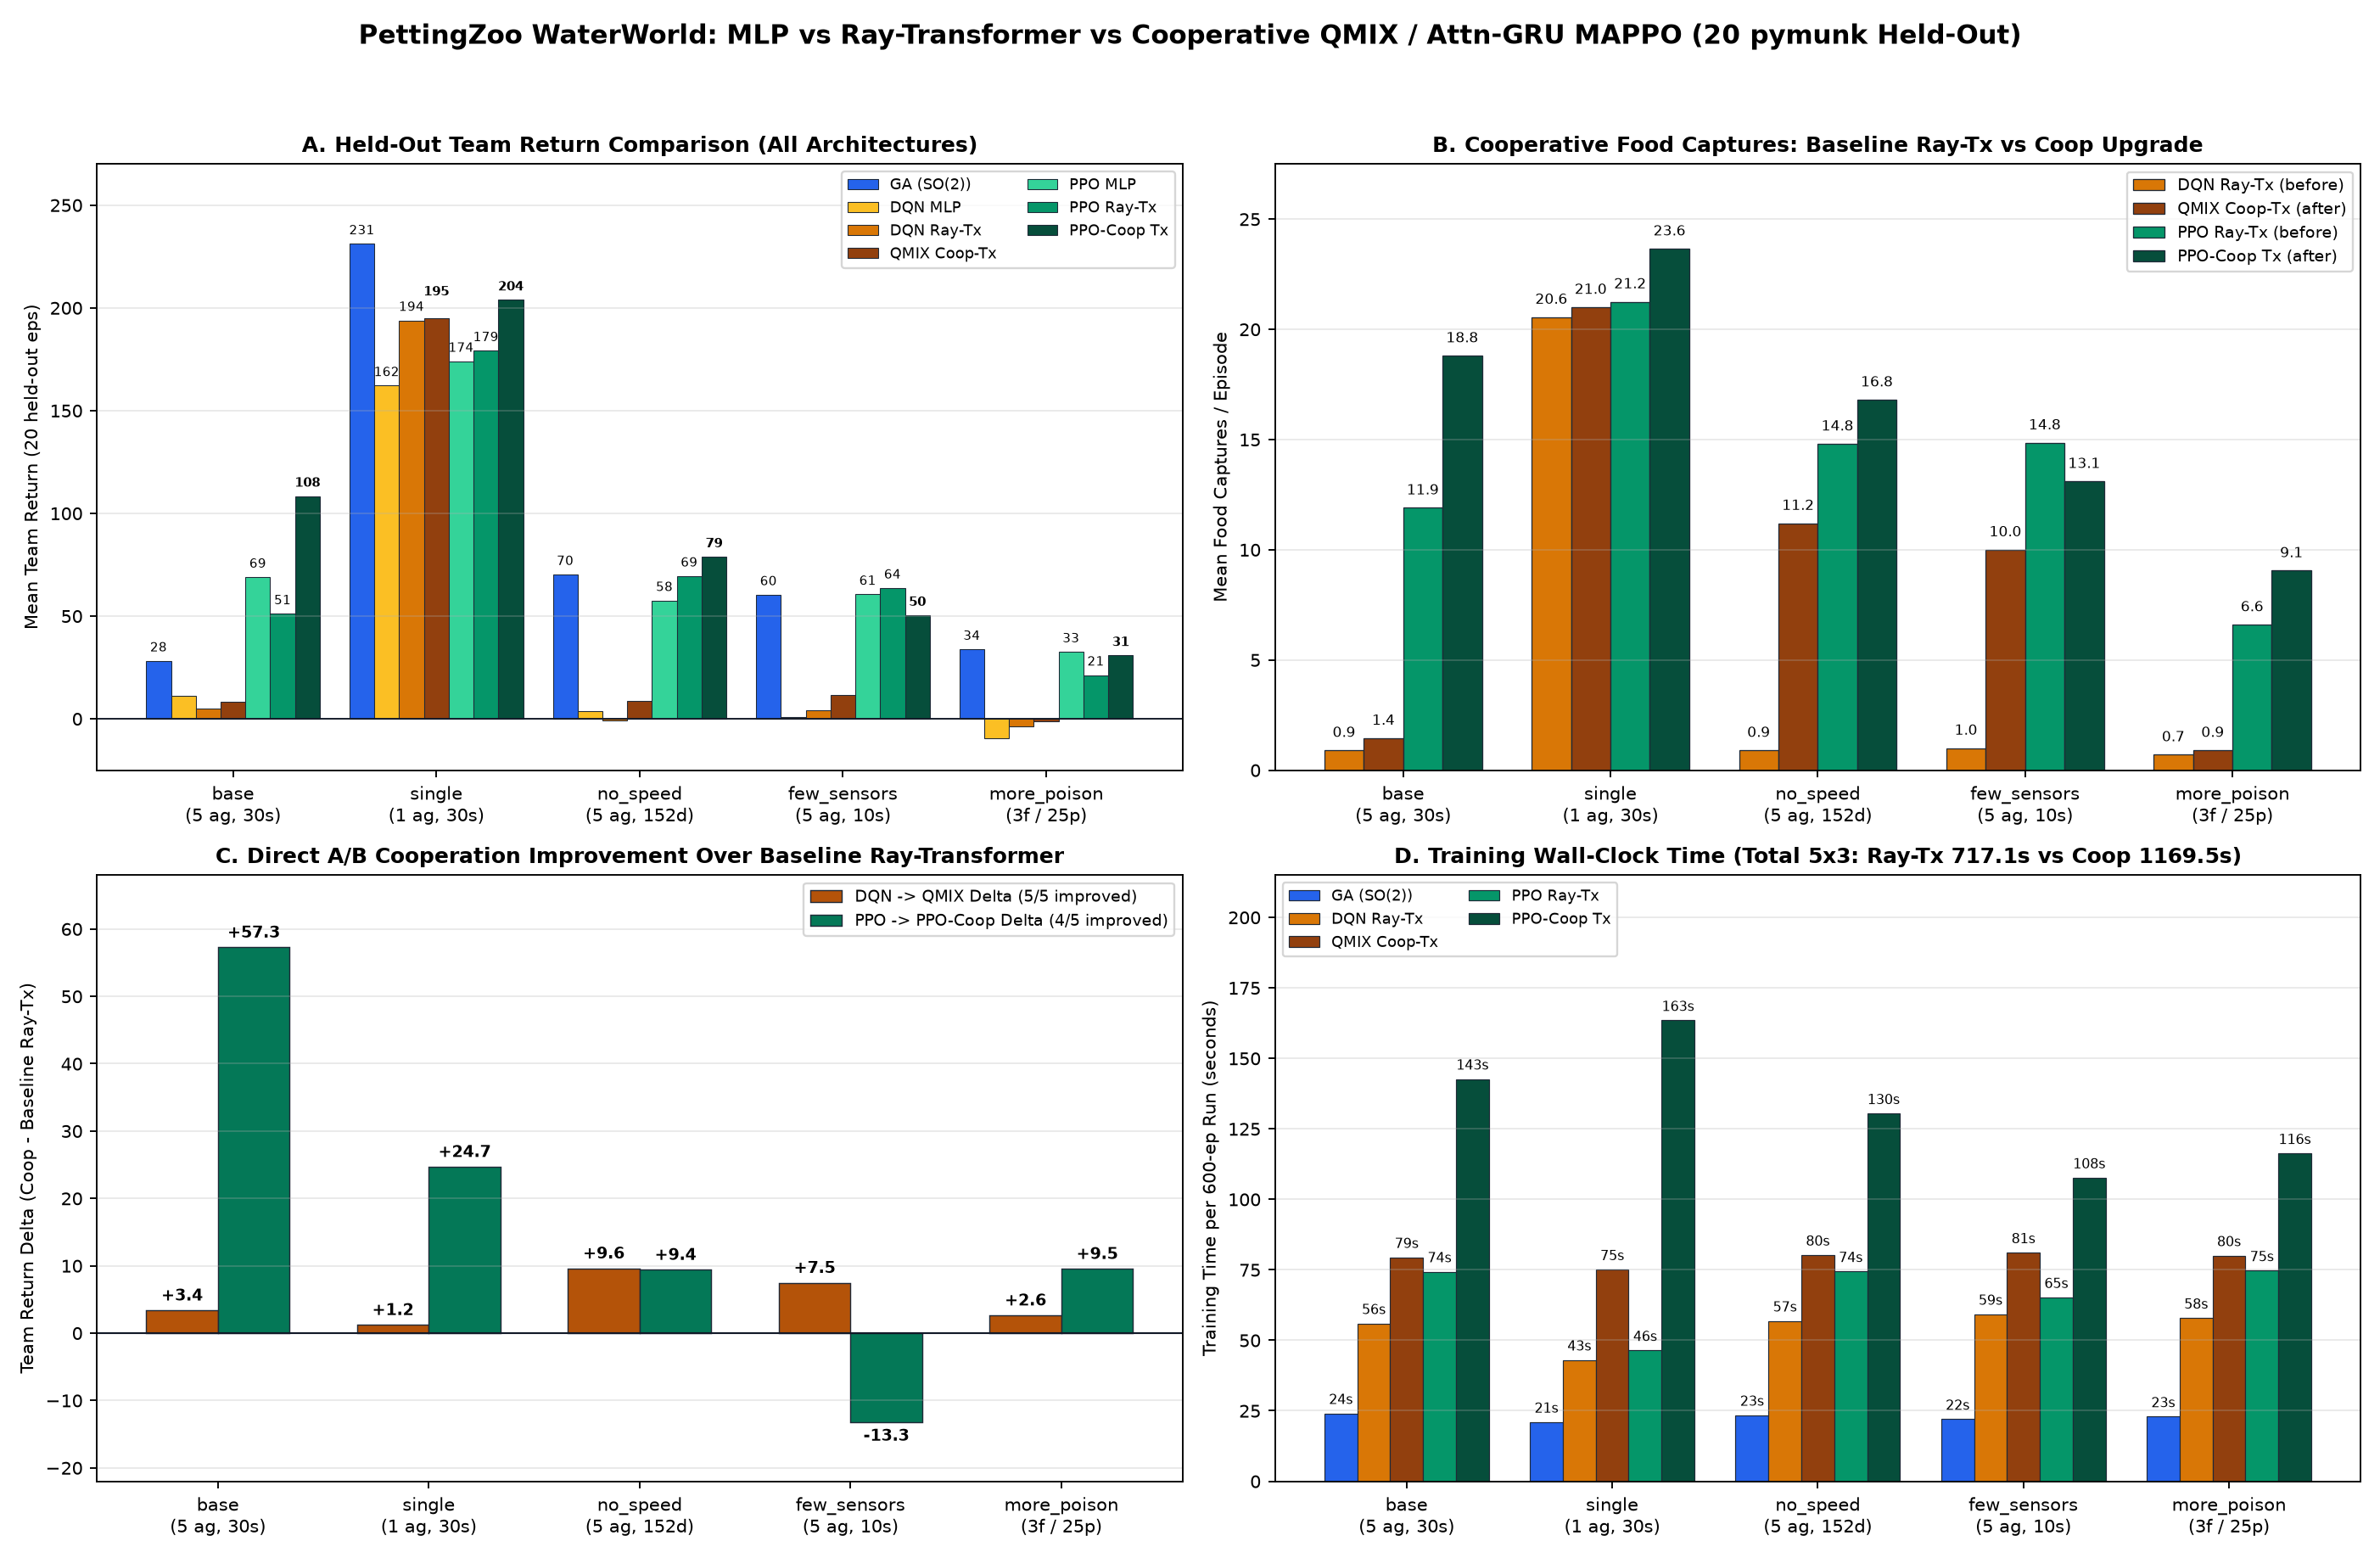 PettingZoo WaterWorld: MLP vs Ray-Transformer vs Cooperative QMIX / Attn-GRU MAPPO (20 pymunk Held-Out)
A. Held-Out Team Return Comparison (All Architectures)
Mean Team Return (20 held-out eps)
250
200
150
100
50
0
GA (SO(2))
DQN MLP
DQN Ray-Tx
QMIX Coop-Tx
PPO MLP
PPO Ray-Tx
PPO-Coop Tx
28
69
51
108
231
162
194
195
174
179
204
70
58
69
79
60
61
64
50
34
33
21
31
base
(5 ag, 30s)
single
(1 ag, 30s)
no_speed
(5 ag, 152d)
few_sensors
(5 ag, 10s)
more_poison
(3f / 25p)
B. Cooperative Food Captures: Baseline Ray-Tx vs Coop Upgrade
Mean Food Captures / Episode
25
20
15
10
5
0
DQN Ray-Tx (before)
QMIX Coop-Tx (after)
PPO Ray-Tx (before)
PPO-Coop Tx (after)
0.9
1.4
11.9
18.8
20.6
21.0
21.2
23.6
0.9
11.2
14.8
16.8
1.0
10.0
14.8
13.1
0.7
0.9
6.6
9.1
base
(5 ag, 30s)
single
(1 ag, 30s)
no_speed
(5 ag, 152d)
few_sensors
(5 ag, 10s)
more_poison
(3f / 25p)
C. Direct A/B Cooperation Improvement Over Baseline Ray-Transformer
Team Return Delta (Coop - Baseline Ray-Tx)
60
50
40
30
20
10
0
−10
−20
DQN -> QMIX Delta (5/5 improved)
PPO -> PPO-Coop Delta (4/5 improved)
+3.4
+57.3
+1.2
+24.7
+9.6
+9.4
+7.5
-13.3
+2.6
+9.5
base
(5 ag, 30s)
single
(1 ag, 30s)
no_speed
(5 ag, 152d)
few_sensors
(5 ag, 10s)
more_poison
(3f / 25p)
D. Training Wall-Clock Time (Total 5x3: Ray-Tx 717.1s vs Coop 1169.5s)
Training Time per 600-ep Run (seconds)
200
175
150
125
100
75
50
25
0
GA (SO(2))
DQN Ray-Tx
QMIX Coop-Tx
PPO Ray-Tx
PPO-Coop Tx
24s
56s
79s
74s
143s
21s
43s
75s
46s
163s
23s
57s
80s
74s
130s
22s
59s
81s
65s
108s
23s
58s
80s
75s
116s
base
(5 ag, 30s)
single
(1 ag, 30s)
no_speed
(5 ag, 152d)
few_sensors
(5 ag, 10s)
more_poison
(3f / 25p)